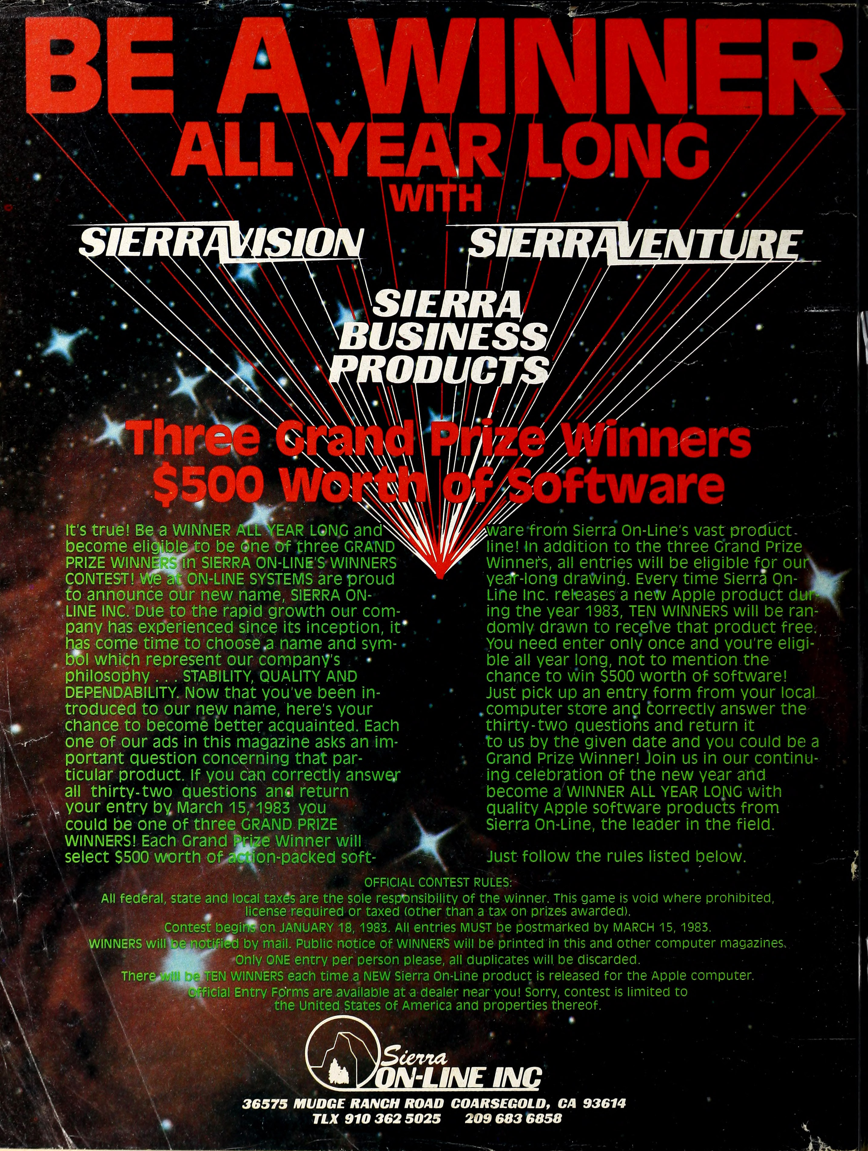 BE A WINNER
ALL YEAR LONG
WITH
SIERRAVISION
SIERRAVENTURE
SIERRA
BUSINESS
PRODUCTS
Three Grand Prize Winners
$500 Worth of Software
It's true! Be a WINNER ALL YEAR LONG and
become eligible to be one of three GRAND
PRIZE WINNERS in SIERRA ON-LINE'S WINNERS
CONTEST! We at ON-LINE SYSTEMS are proud
to announce our new name, SIERRA ON-
LINE INC. Due to the rapid growth our com-
pany has experienced since its inception, it
has come time to choose a name and sym-
bol which represent our company's
philosophy . . . STABILITY, QUALITY AND
DEPENDABILITY. Now that you've been in-
troduced to our new name, here's your
chance to become better acquainted. Each
one of our ads in this magazine asks an im-
portant question concerning that par-
ticular product. If you can correctly answer
all thirty-two questions and return
your entry by March 15, 1983 you
could be one of three GRAND PRIZE
WINNERS! Each Grand Prize Winner will
select $500 worth of action-packed soft-
ware from Sierra On-Line's vast product
line! In addition to the three Grand Prize
Winners, all entries will be eligible for our
year-long drawing. Every time Sierra On-
Line Inc. releases a new Apple product dur-
ing the year 1983, TEN WINNERS will be ran-
domly drawn to receive that product free.
You need enter only once and you're eligi-
ble all year long, not to mention the
chance to win $500 worth of software!
Just pick up an entry form from your local
computer store and correctly answer the
thirty-two questions and return it
to us by the given date and you could be a
Grand Prize Winner! Join us in our continu-
ing celebration of the new year and
become a WINNER ALL YEAR LONG with
quality Apple software products from
Sierra On-Line, the leader in the field.
Just follow the rules listed below.
OFFICIAL CONTEST RULES:
All federal, state and local taxes are the sole responsibility of the winner. This game is void where prohibited,
license required or taxed (other than a tax on prizes awarded).
Contest begins on JANUARY 18, 1983. All entries MUST be postmarked by MARCH 15, 1983.
WINNERS will be notified by mail. Public notice of WINNERS will be printed in this and other computer magazines.
Only ONE entry per person please, all duplicates will be discarded.
There will be TEN WINNERS each time a NEW Sierra On-Line product is released for the Apple computer.
Official Entry Forms are available at a dealer near you! Sorry, contest is limited to
the United States of America and properties thereof.
Sierra
ON-LINE INC
36575 MUDGE RANCH ROAD COARSEGOLD, CA 93614
TLX 910 362 5025 209 683 6858